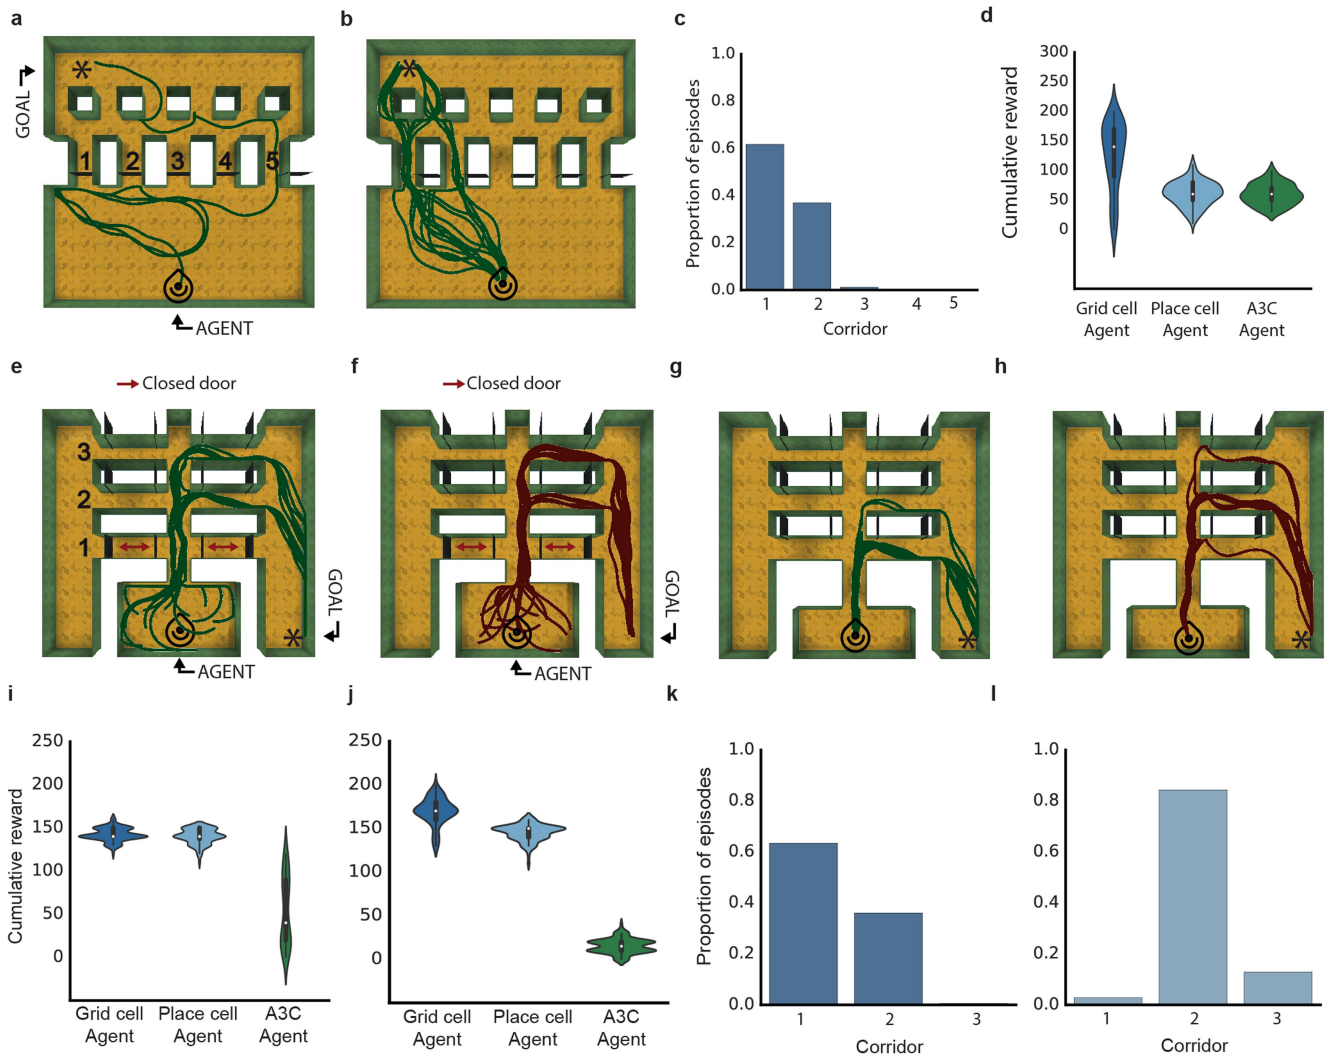 a
GOAL
1 2 3 4 5
AGENT
b
c
Proportion of episodes
1.0
0.8
0.6
0.4
0.2
0.0
1 2 3 4 5
Corridor
d
Cumulative reward
300
250
200
150
100
50
0
Grid cell Place cell A3C
Agent Agent Agent
e
Closed door
3
2
1
GOAL
AGENT
f
Closed door
GOAL
AGENT
g
h
i
Cumulative reward
250
200
150
100
50
0
Grid cell Place cell A3C
Agent Agent Agent
j
250
200
150
100
50
0
Grid cell Place cell A3C
Agent Agent Agent
k
Proportion of episodes
1.0
0.8
0.6
0.4
0.2
0.0
1 2 3
Corridor
l
1.0
0.8
0.6
0.4
0.2
0.0
1 2 3
Corridor